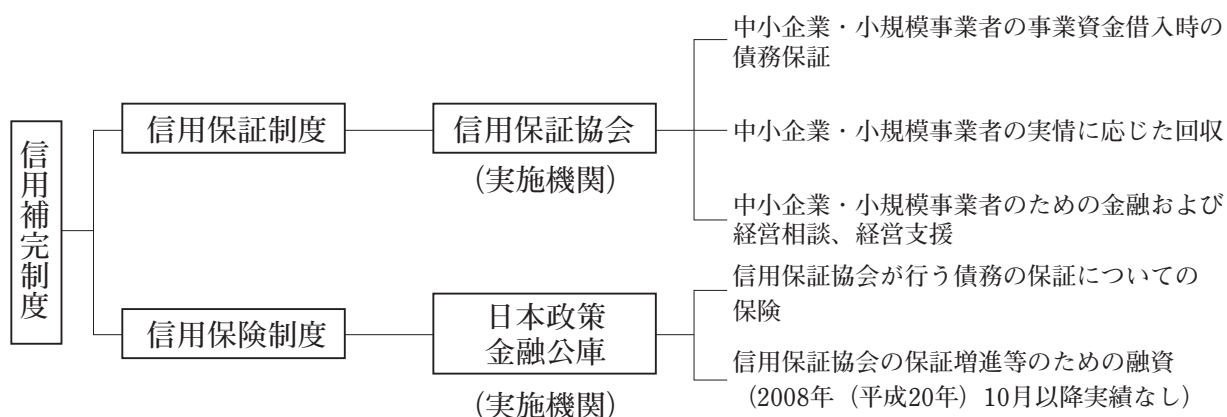 信用補完制度
信用保証制度
信用保証協会
(実施機関)
中小企業・小規模事業者の事業資金借入時の
債務保証
中小企業・小規模事業者の実情に応じた回収
中小企業・小規模事業者のための金融および
経営相談、経営支援
信用保険制度
日本政策
金融公庫
(実施機関)
信用保証協会が行う債務の保証についての
保険
信用保証協会の保証増進等のための融資
(2008年(平成20年)10月以降実績なし)